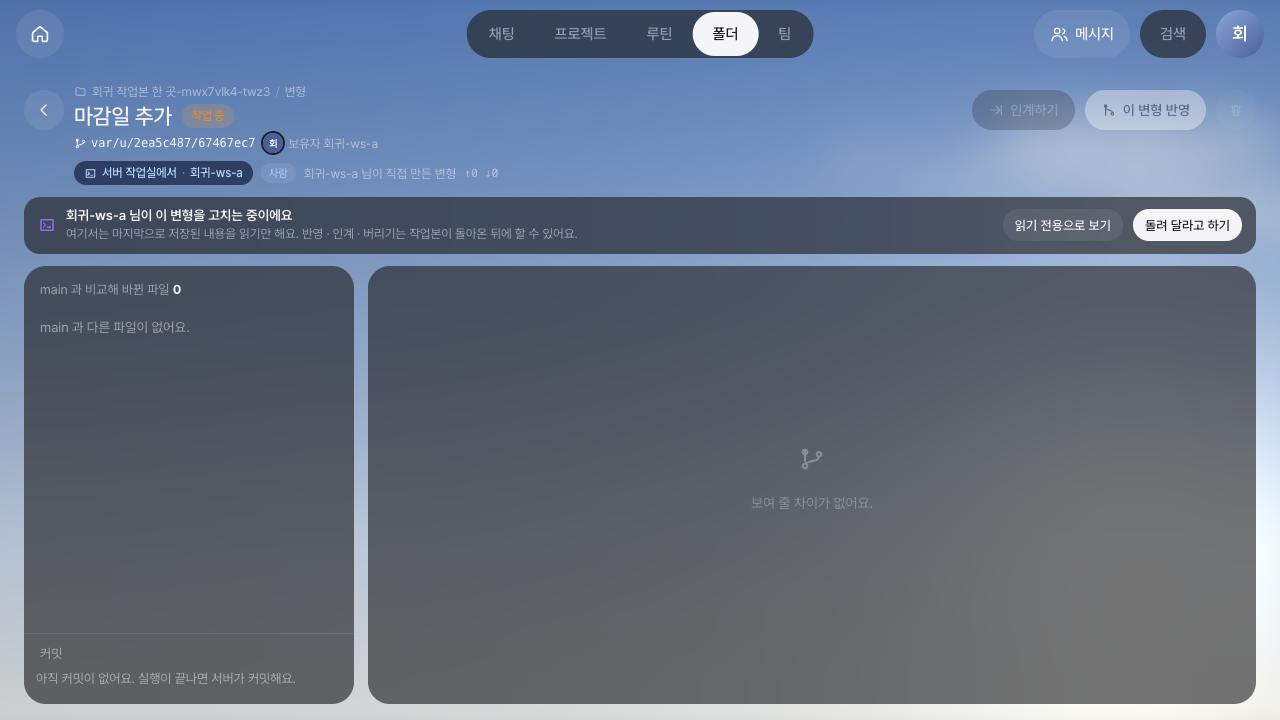 채팅 프로젝트 루틴 폴더 팀 메시지 검색 회
회귀 작업본 한 곳-mwx7vlk4-twz3 / 변형
마감일 추가 작업 중 인계하기 이 변형 반영
var/u/2ea5c487/67467ec7 회 보유자 회귀-ws-a
서버 작업실에서 · 회귀-ws-a 사람 회귀-ws-a 님이 직접 만든 변형 ↑0 ↓0
회귀-ws-a 님이 이 변형을 고치는 중이에요
여기서는 마지막으로 저장된 내용을 읽기만 해요. 반영 · 인계 · 버리기는 작업본이 돌아온 뒤에 할 수 있어요.
읽기 전용으로 보기 돌려 달라고 하기
main 과 비교해 바뀐 파일 0
main 과 다른 파일이 없어요.
보여 줄 차이가 없어요.
커밋
아직 커밋이 없어요. 실행이 끝나면 서버가 커밋해요.